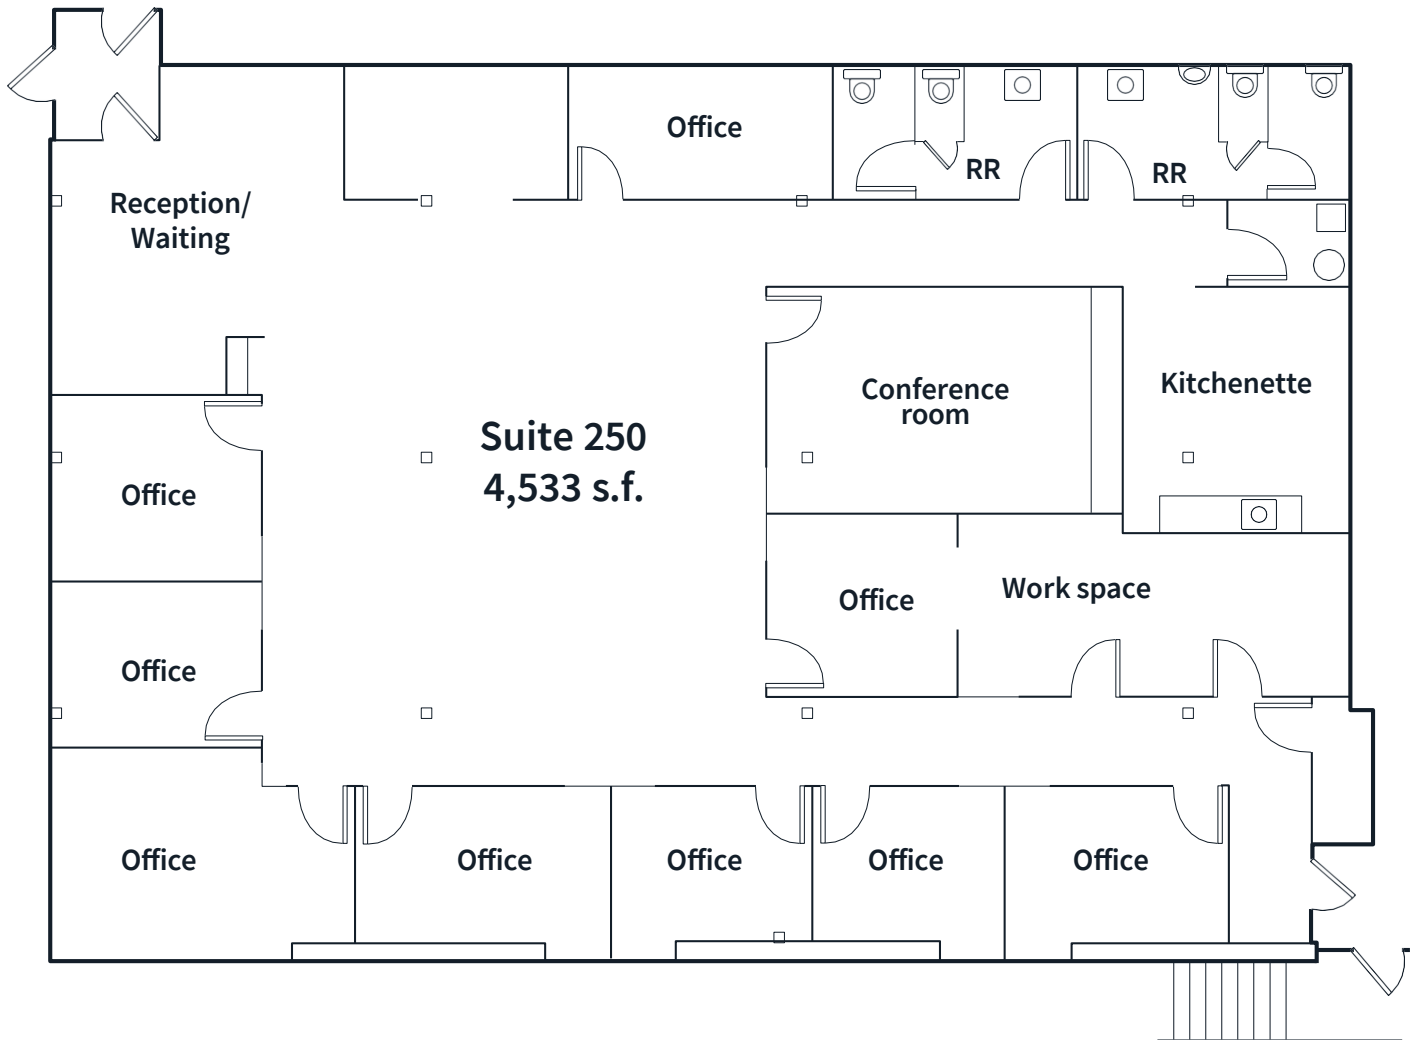 Office
RR
RR
Reception/
Waiting
Conference
room
Kitchenette
Suite 250
4,533 s.f.
Office
Office
Work space
Office
Office
Office
Office
Office
Office